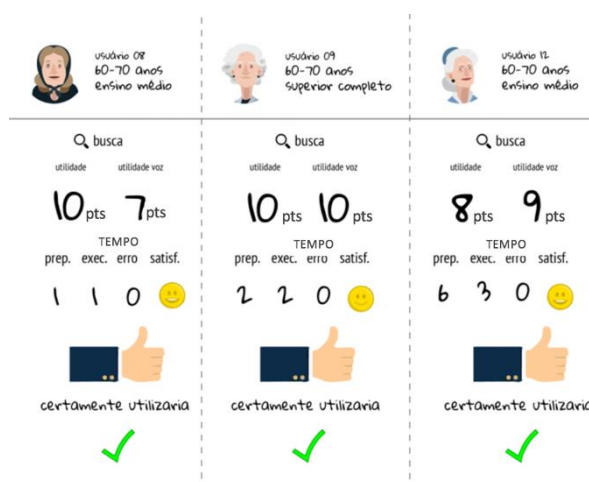 usuário 08
60-70 anos
ensino médio
busca
utilidade utilidade voz
10 pts 7 pts
TEMPO
prep. exec. erro satisf.
1 1 0
certamente utilizaria
usuário 09
60-70 anos
superior completo
busca
utilidade utilidade voz
10 pts 10 pts
TEMPO
prep. exec. erro satisf.
2 2 0
certamente utilizaria
usuário 12
60-70 anos
ensino médio
busca
utilidade utilidade voz
8 pts 9 pts
TEMPO
prep. exec. erro satisf.
6 3 0
certamente utilizaria